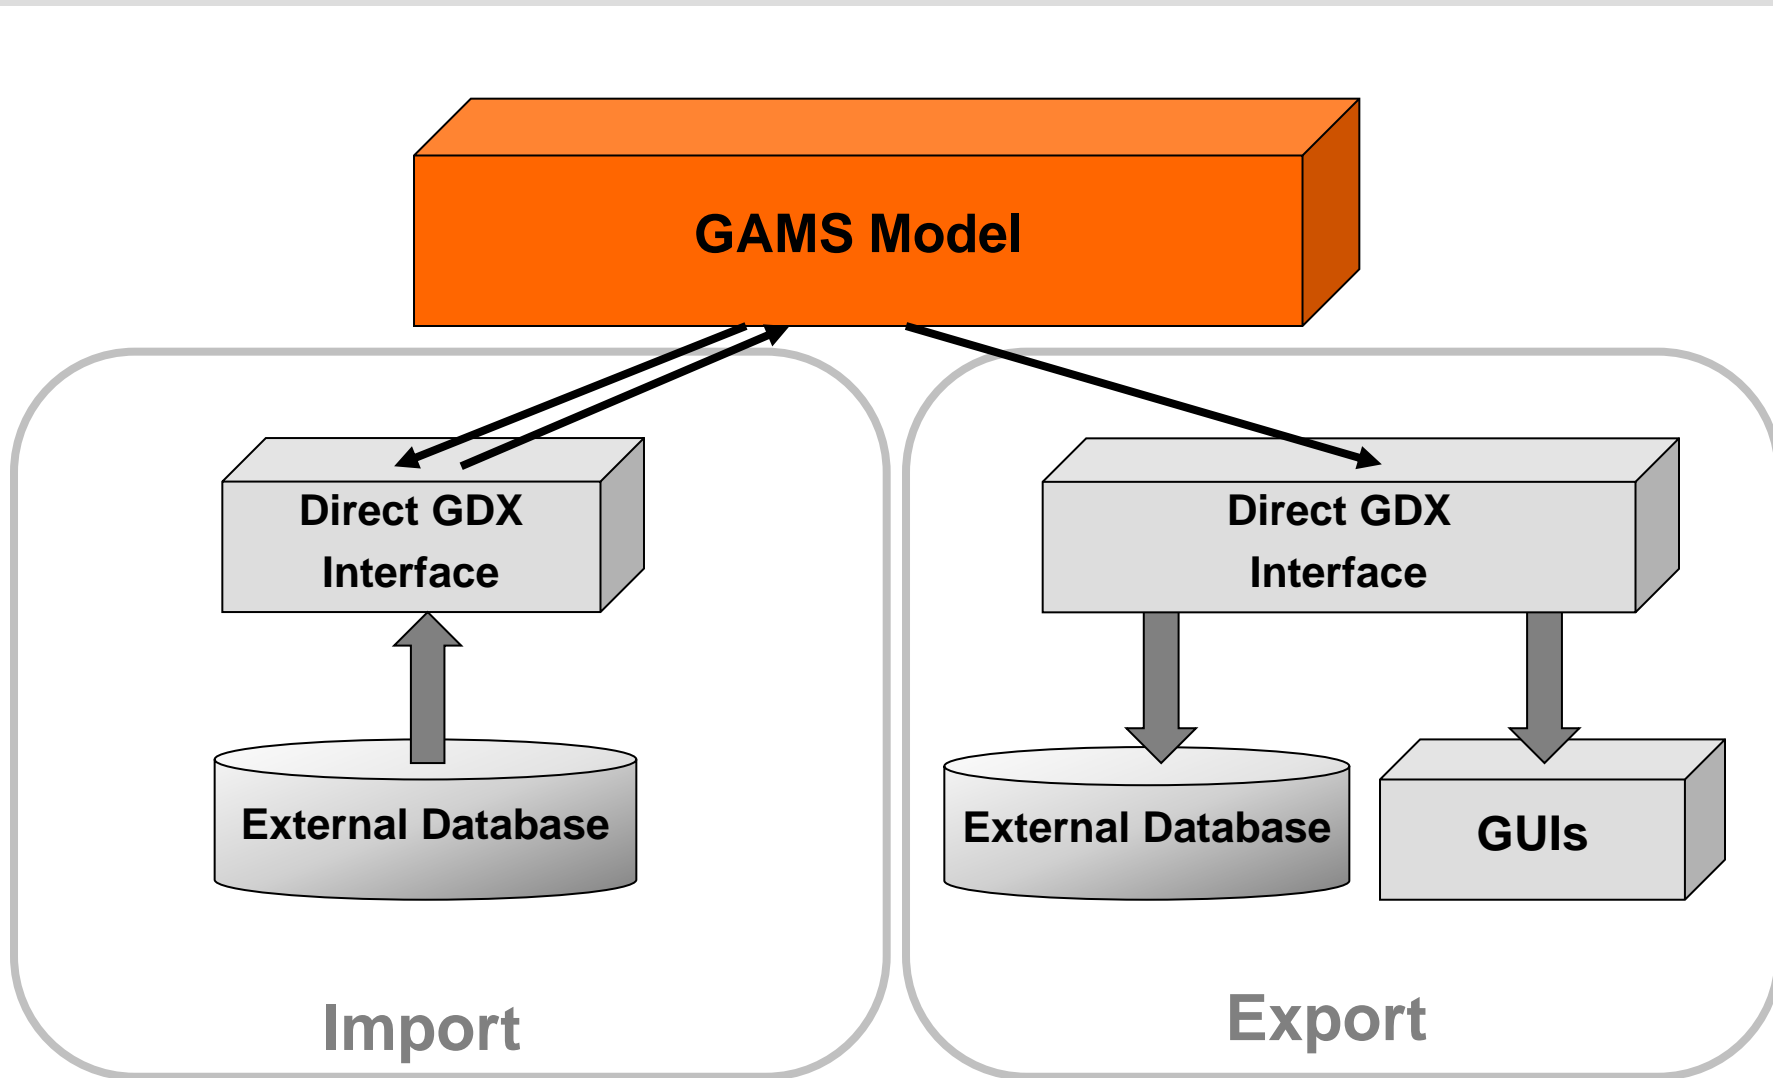 GAMS Model
Direct GDX
Interface
External Database
Import
Direct GDX
Interface
External Database
GUIs
Export